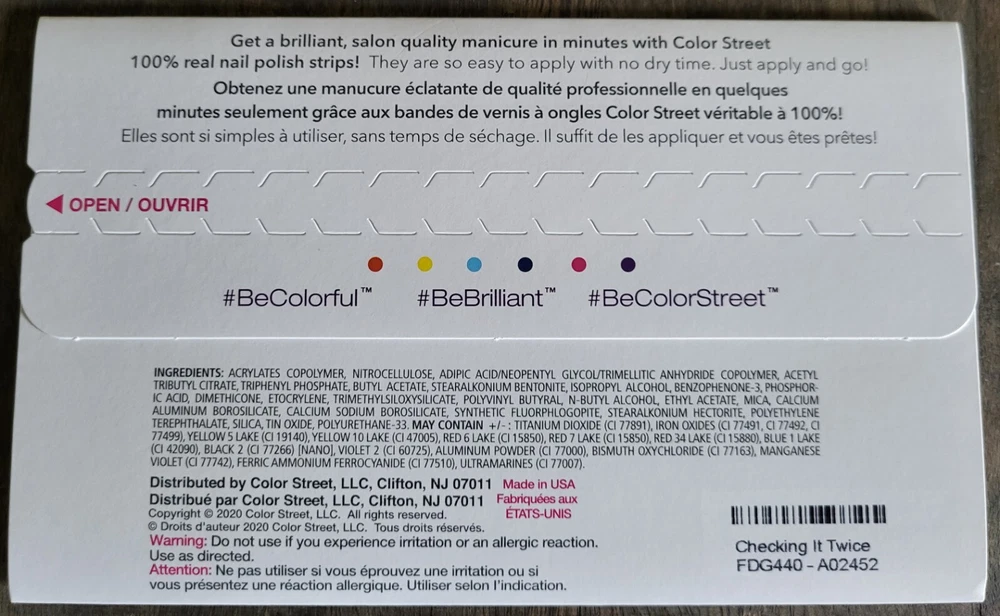 Get a brilliant, salon quality manicure in minutes with Color Street
100% real nail polish strips! They are so easy to apply with no dry time. Just apply and go!
Obtenez une manucure éclatante de qualité professionnelle en quelques
minutes seulement grâce aux bandes de vernis à ongles Color Street véritable à 100%!
Elles sont si simples à utiliser, sans temps de séchage. Il suffit de les appliquer et vous êtes prêtes!
OPEN / OUVRIR
#BeColorful™ #BeBrilliant™ #BeColorStreet™
INGREDIENTS: ACRYLATES COPOLYMER, NITROCELLULOSE, ADIPIC ACID/NEOPENTYL GLYCOL/TRIMELLITIC ANHYDRIDE COPOLYMER, ACETYL
TRIBUTYL CITRATE, TRIPHENYL PHOSPHATE, BUTYL ACETATE, STEARALKONIUM BENTONITE, ISOPROPYL ALCOHOL, BENZOPHENONE-3, PHOSPHOR-
IC ACID, DIMETHICONE, ETOCRYLENE, TRIMETHYLSILOXYSILICATE, POLYVINYL BUTYRAL, N-BUTYL ALCOHOL, ETHYL ACETATE, MICA, CALCIUM
ALUMINUM BOROSILICATE, CALCIUM SODIUM BOROSILICATE, SYNTHETIC FLUORPHLOGOPITE, STEARALKONIUM HECTORITE, POLYETHYLENE
TEREPHTHALATE, SILICA, TIN OXIDE, POLYURETHANE-33. MAY CONTAIN +/- : TITANIUM DIOXIDE (CI 77891), IRON OXIDES (CI 77491, CI 77492, CI
77499), YELLOW 5 LAKE (CI 19140), YELLOW 10 LAKE (CI 47005), RED 6 LAKE (CI 15850), RED 7 LAKE (CI 15850), RED 34 LAKE (CI 15880), BLUE 1 LAKE
(CI 42090), BLACK 2 (CI 77266) [NANO], VIOLET 2 (CI 60725), ALUMINUM POWDER (CI 77000), BISMUTH OXYCHLORIDE (CI 77163), MANGANESE
VIOLET (CI 77742), FERRIC AMMONIUM FERROCYANIDE (CI 77510), ULTRAMARINES (CI 77007).
Distributed by Color Street, LLC, Clifton, NJ 07011 Made in USA
Distribué par Color Street, LLC, Clifton, NJ 07011 Fabriquées aux
ÉTATS-UNIS
Copyright © 2020 Color Street, LLC. All rights reserved.
© Droits d'auteur 2020 Color Street, LLC. Tous droits réservés.
Warning: Do not use if you experience irritation or an allergic reaction.
Use as directed.
Attention: Ne pas utiliser si vous éprouvez une irritation ou si
vous présentez une réaction allergique. Utiliser selon l'indication.
Checking It Twice
FDG440 - A02452